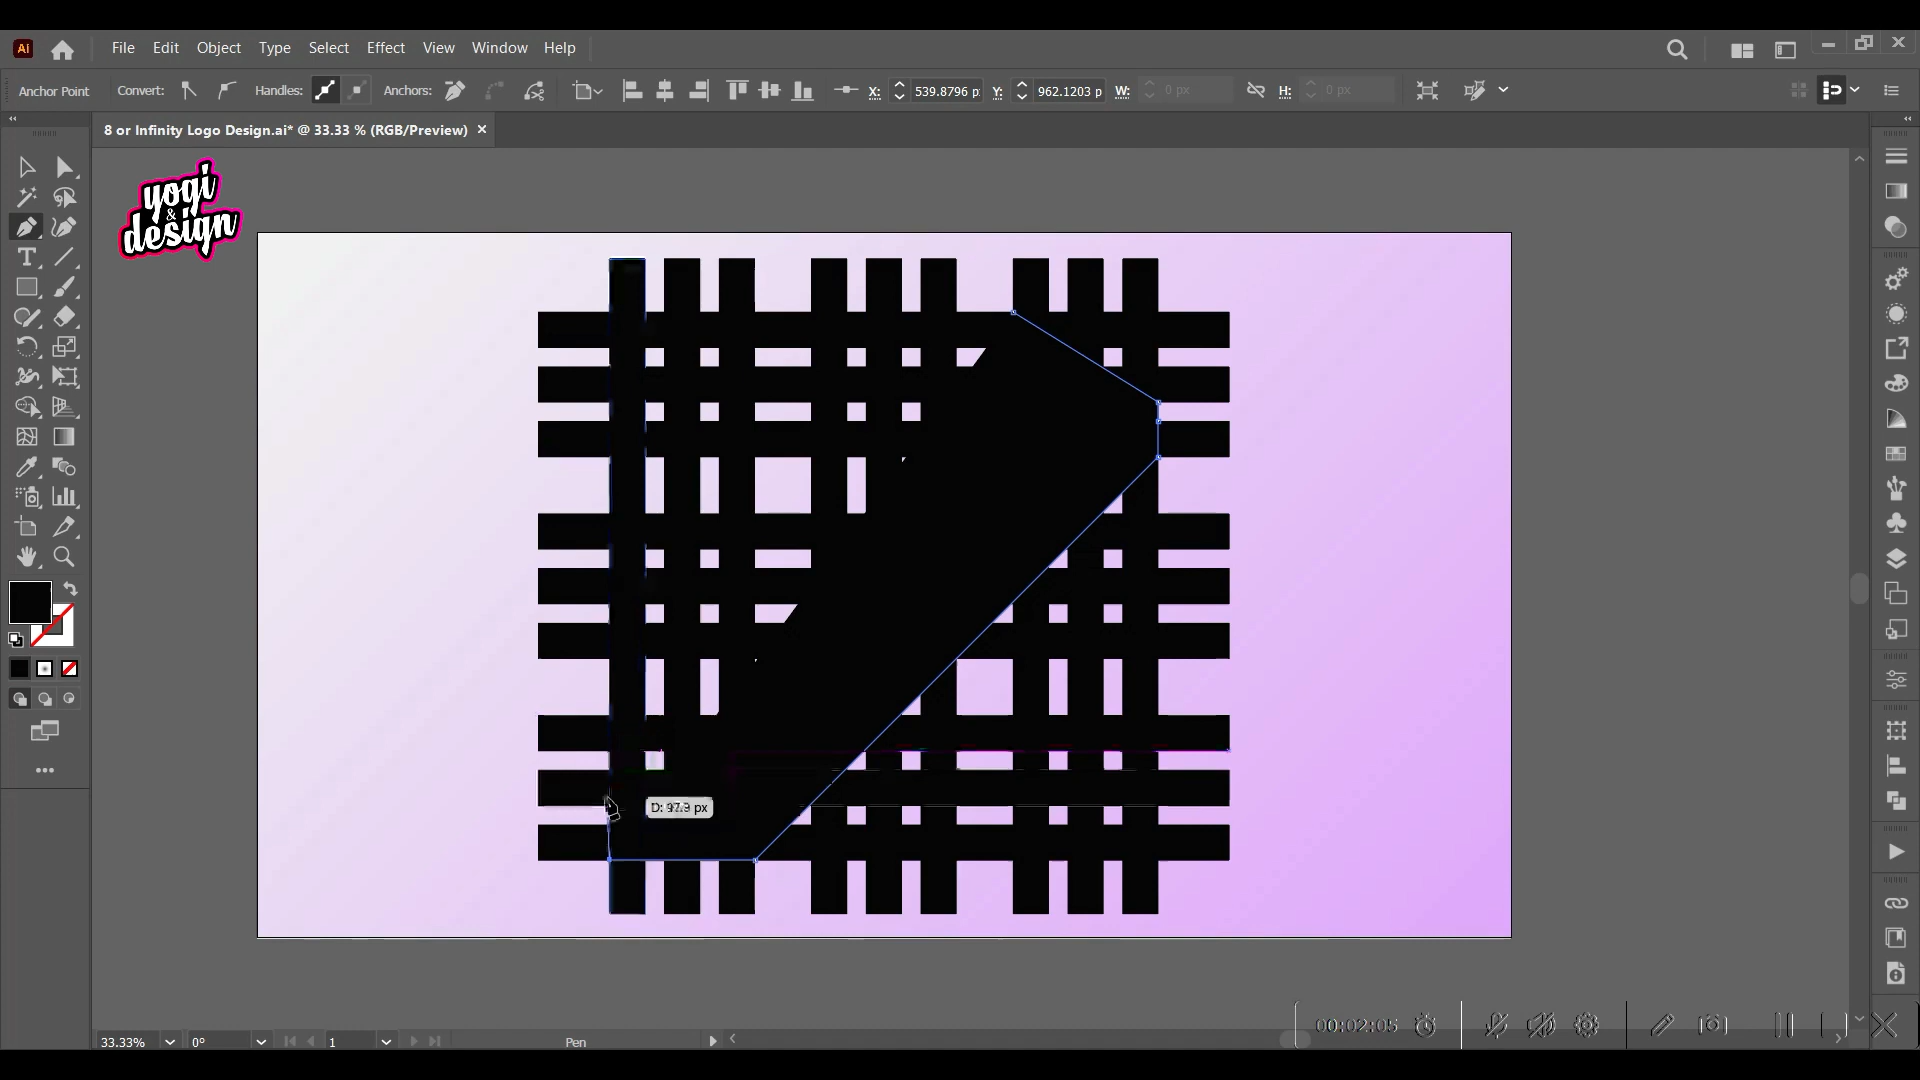 Ai File Edit Object Type Select Effect View Window Help
Anchor Point Convert: Handles: Anchors: X: 539.8796 p Y: 962.1203 p W: 0 px H: 0 px
8 or Infinity Logo Design.ai* @ 33.33 % (RGB/Preview) ×
yogi
&
design
D: 97.9 px
00:02:05
33.33% 0° 1 Pen